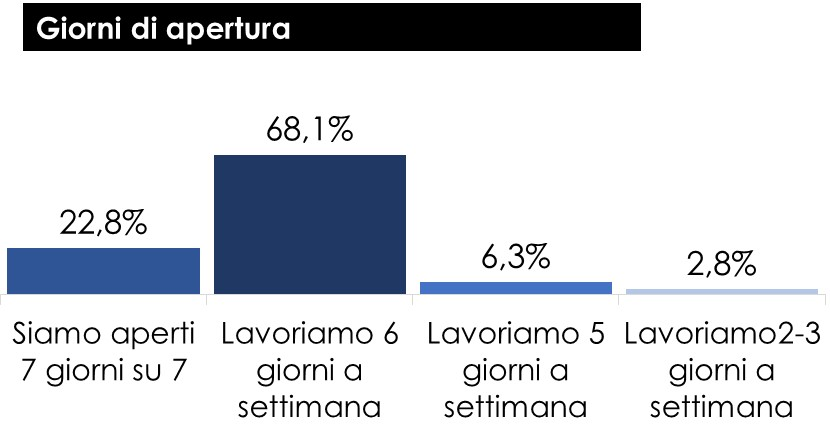 Giorni di apertura
68,1%
22,8%
6,3%
2,8%
Siamo aperti
7 giorni su 7
Lavoriamo 6
giorni a
settimana
Lavoriamo 5
giorni a
settimana
Lavoriamo2-3
giorni a
settimana